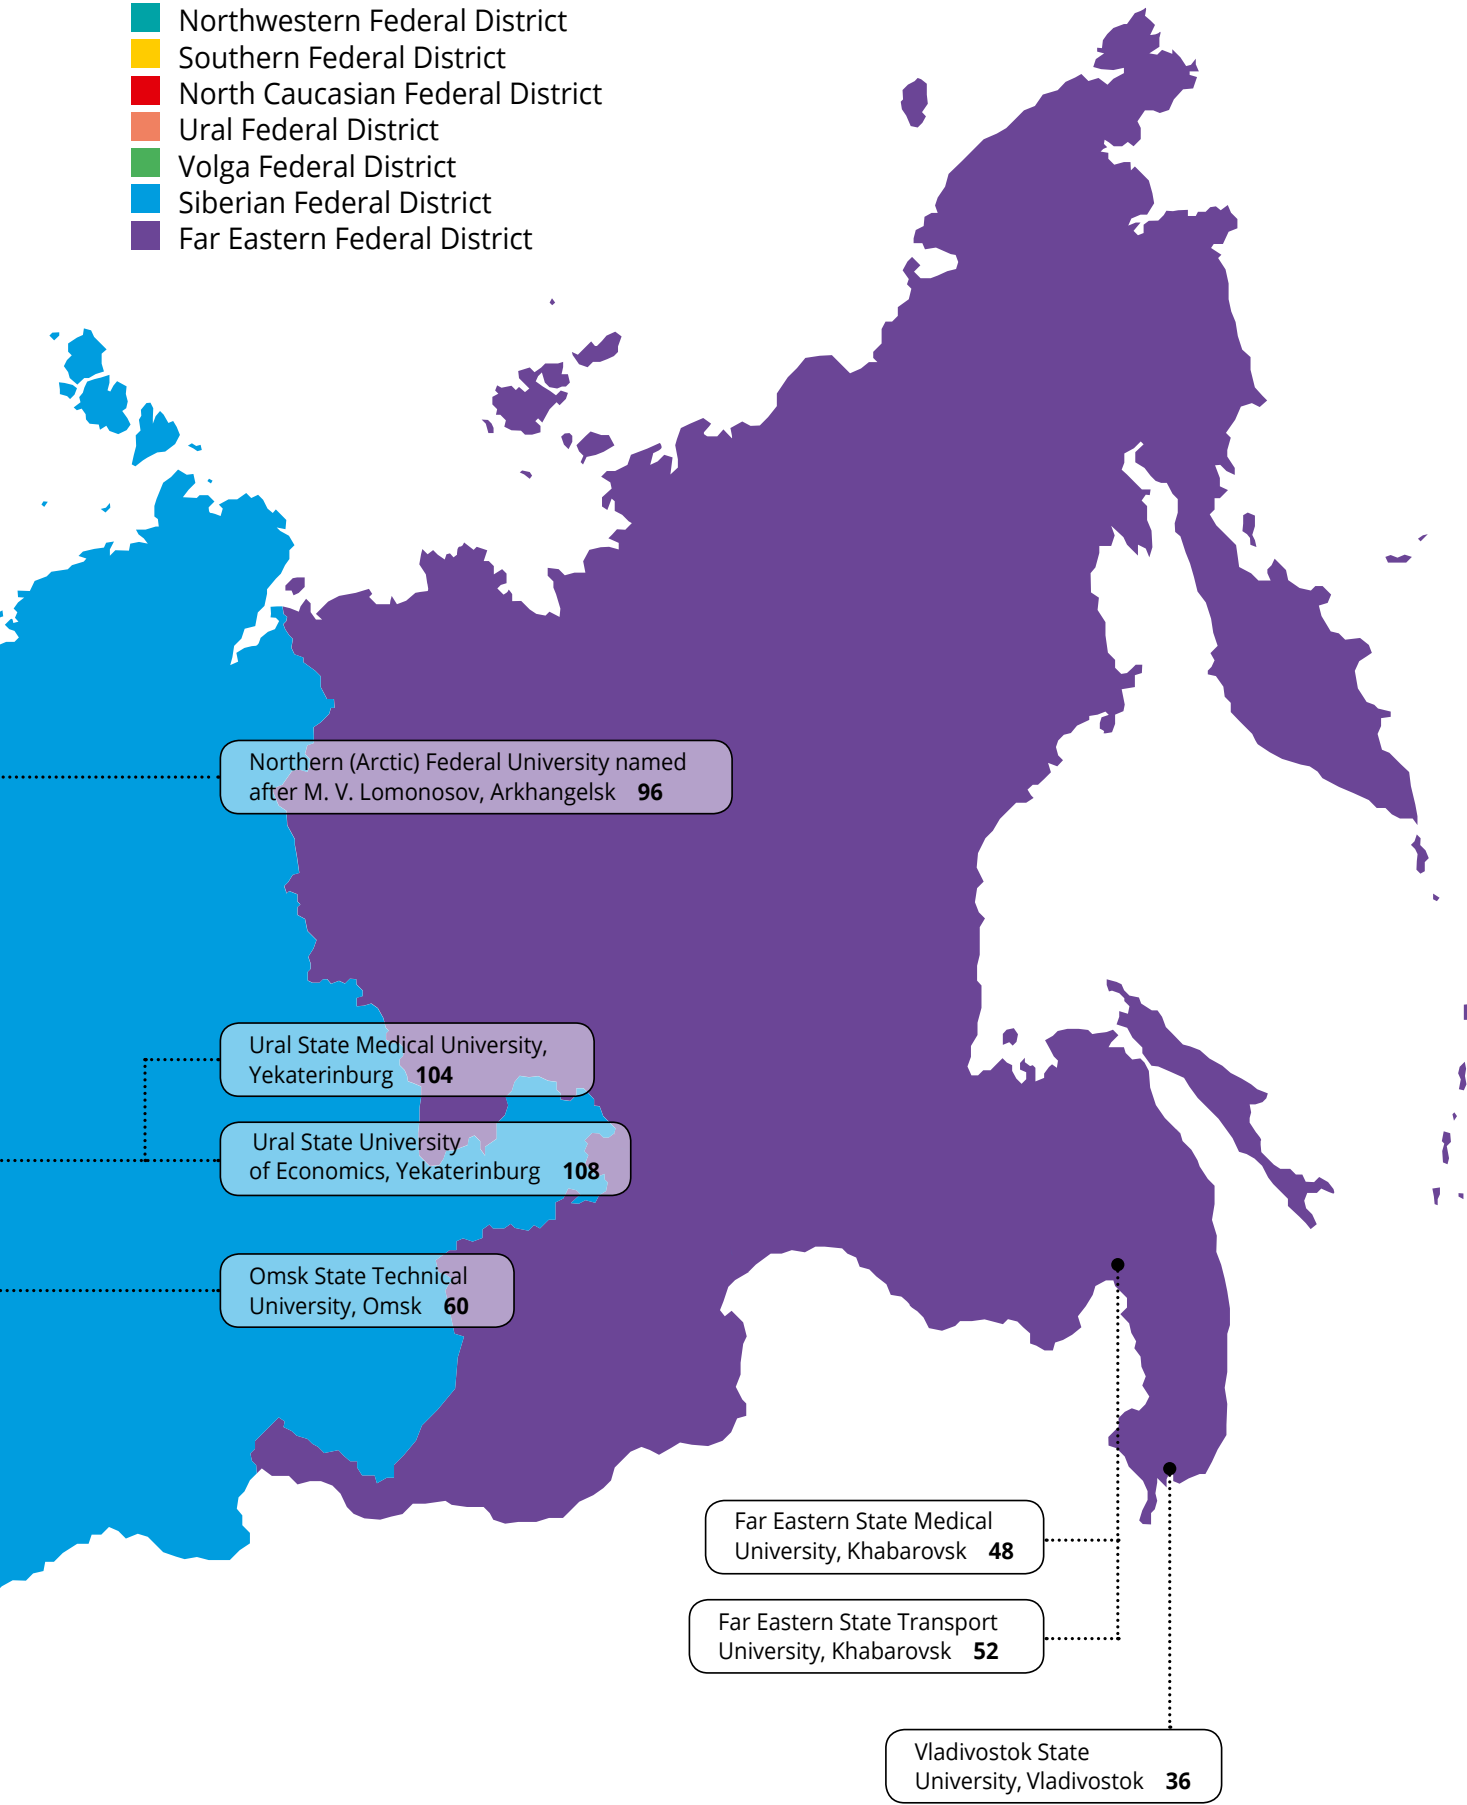 Northwestern Federal District
Southern Federal District
North Caucasian Federal District
Ural Federal District
Volga Federal District
Siberian Federal District
Far Eastern Federal District
Northern (Arctic) Federal University named
after M. V. Lomonosov, Arkhangelsk 96
Ural State Medical University,
Yekaterinburg 104
Ural State University
of Economics, Yekaterinburg 108
Omsk State Technical
University, Omsk 60
Far Eastern State Medical
University, Khabarovsk 48
Far Eastern State Transport
University, Khabarovsk 52
Vladivostok State
University, Vladivostok 36